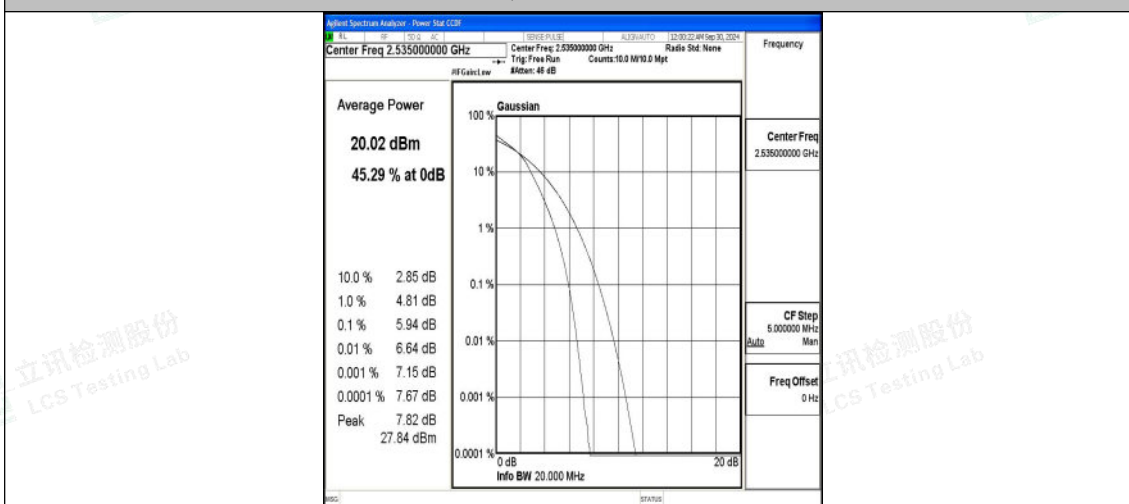 Agilent Spectrum Analyzer - Power Stat CCDF
RL RF 50 Ω AC SENSE:PULSE ALIGNAUTO 12:00:22 AM Sep 30, 2024
Center Freq 2.535000000 GHz
Center Freq: 2.535000000 GHz Radio Std: None
Trig: Free Run Counts:10.0 M/10.0 Mpt
#IFGain:Low #Atten: 46 dB
Frequency
Average Power
20.02 dBm
45.29 % at 0dB
10.0 % 2.85 dB
1.0 % 4.81 dB
0.1 % 5.94 dB
0.01 % 6.64 dB
0.001 % 7.15 dB
0.0001 % 7.67 dB
Peak 7.82 dB
27.84 dBm
Gaussian
100 %
10 %
1 %
0.1 %
0.01 %
0.001 %
0.0001 %
0 dB 20 dB
Info BW 20.000 MHz
Center Freq
2.535000000 GHz
CF Step
5.000000 MHz
Auto Man
Freq Offset
0 Hz
MSG STATUS
立讯检测股份
LCS Testing Lab
立讯检测股份
LCS Testing Lab